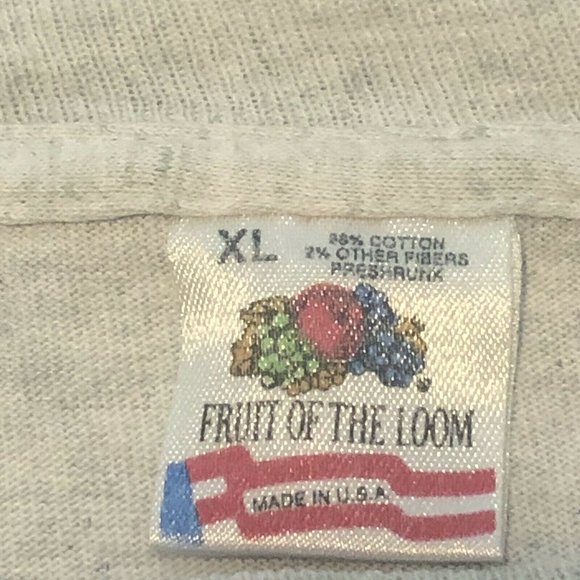 XL
98% COTTON
2% OTHER FIBERS
PRESHRUNK
FRUIT OF THE LOOM
MADE IN U.S.A.